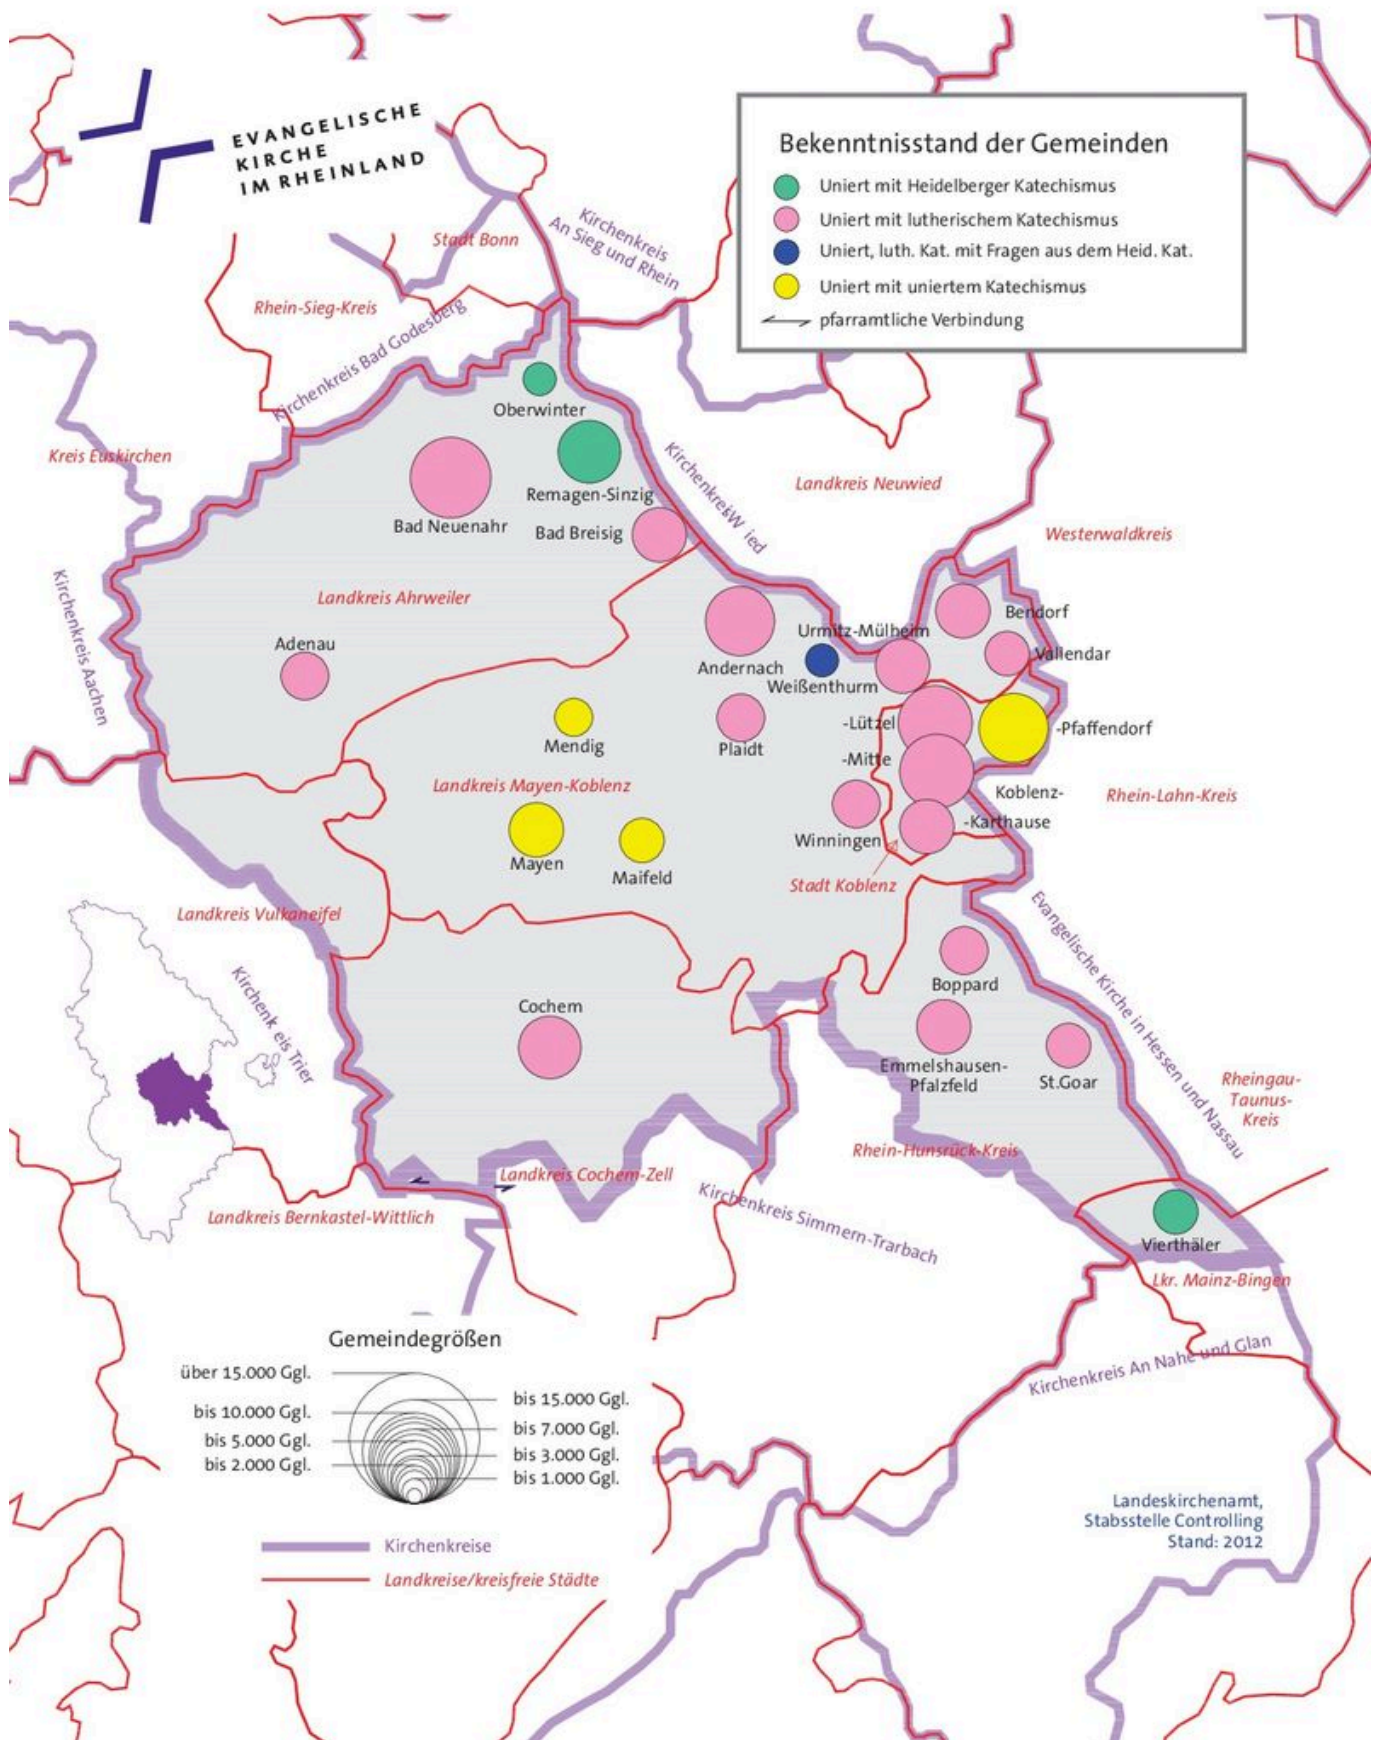 EVANGELISCHE
KIRCHE
IM RHEINLAND
Bekenntnisstand der Gemeinden
Uniert mit Heidelberger Katechismus
Uniert mit lutherischem Katechismus
Uniert, luth. Kat. mit Fragen aus dem Heid. Kat.
Uniert mit uniertem Katechismus
pfarramtliche Verbindung
Kirchenkreis
An Sieg und Rhein
Stadt Bonn
Rhein-Sieg-Kreis
Kirchenkreis Bad Godesberg
Oberwinter
Kreis Euskirchen
Remagen-Sinzig
Bad Neuenahr
Bad Breisig
Kirchenkreis W ied
Landkreis Neuwied
Westerwaldkreis
Kirchenkreis Aachen
Landkreis Ahrweiler
Adenau
Andernach
Urmitz-Mülheim
Weißenthurm
Bendorf
Vallendar
Mendig
Plaidt
-Lützel
-Mitte
-Pfaffendorf
Landkreis Mayen-Koblenz
Koblenz-
-Karthause
Rhein-Lahn-Kreis
Winningen
Mayen
Maifeld
Stadt Koblenz
Landkreis Vulkaneifel
Evangelische Kirche in Hessen und Nassau
Kirchenk eis Trier
Boppard
Cochem
Emmelshausen-
Pfalzfeld
St.Goar
Rheingau-
Taunus-
Kreis
Rhein-Hunsrück-Kreis
Landkreis Cochem-Zell
Kirchenkreis Simmern-Trarbach
Landkreis Bernkastel-Wittlich
Vierthäler
Lkr. Mainz-Bingen
Kirchenkreis An Nahe und Glan
Gemeindegrößen
über 15.000 Ggl.
bis 15.000 Ggl.
bis 10.000 Ggl.
bis 7.000 Ggl.
bis 5.000 Ggl.
bis 3.000 Ggl.
bis 2.000 Ggl.
bis 1.000 Ggl.
Kirchenkreise
Landkreise/kreisfreie Städte
Landeskirchenamt,
Stabsstelle Controlling
Stand: 2012